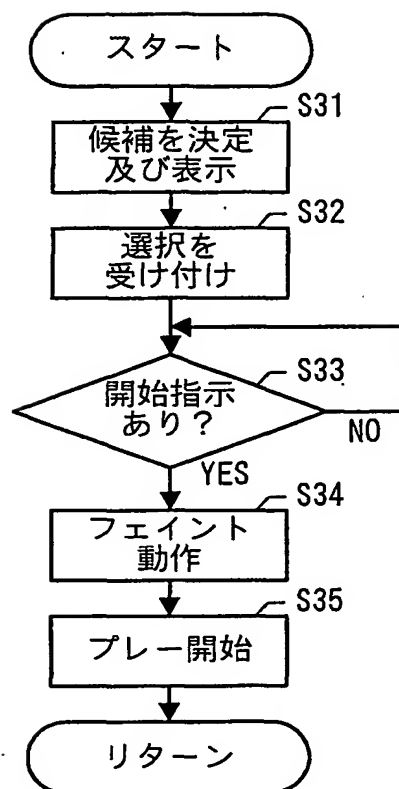 スタート
S31
候補を決定
及び表示
S32
選択を
受け付け
S33
開始指示
あり？
NO
YES
S34
フェイント
動作
S35
プレー開始
リターン